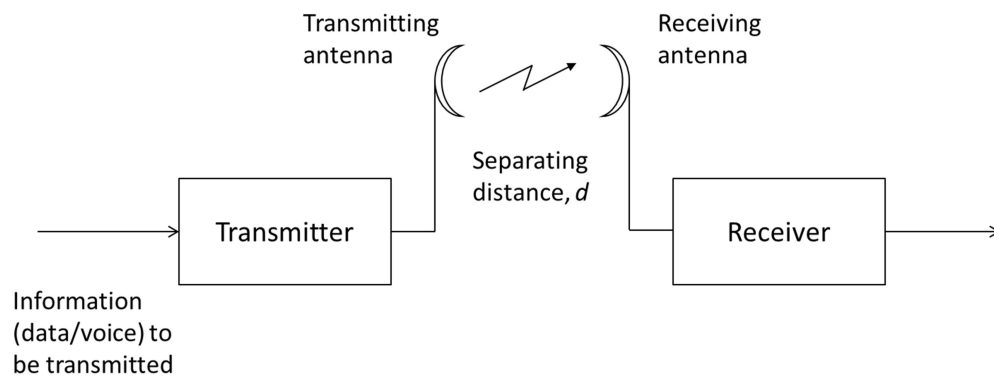 Transmitting
antenna
Receiving
antenna
Separating
distance, d
Transmitter
Receiver
Information
(data/voice) to
be transmitted